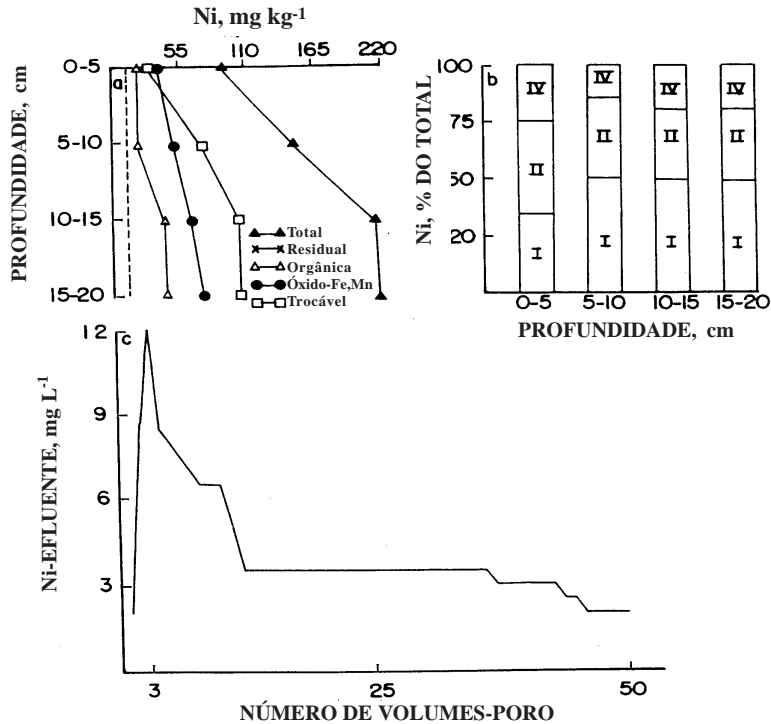 Ni, mg kg-1
55 110 165 220
PROFUNDIDADE, cm
0-5
5-10
10-15
15-20
a
Total
Residual
Orgânica
Óxido-Fe,Mn
Trocável
Ni, % DO TOTAL
100
75
50
20
b
IV IV IV IV
II II II II
I I I I
0-5 5-10 10-15 15-20
PROFUNDIDADE, cm
Ni-EFLUENTE, mg L-1
12
9
6
3
c
3 25 50
NÚMERO DE VOLUMES-PORO